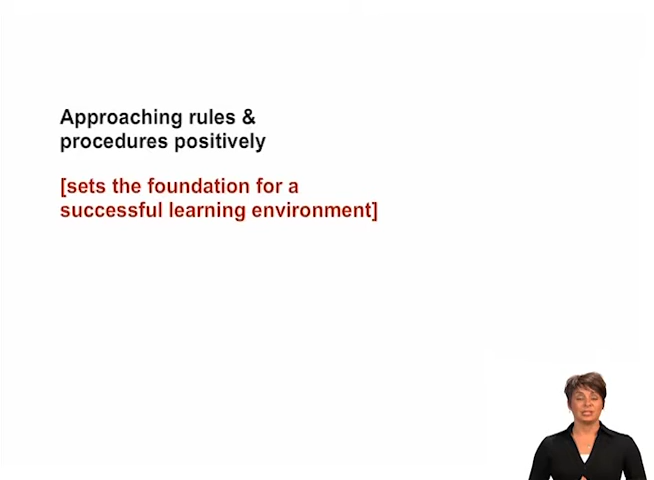 Approaching rules &
procedures positively
[sets the foundation for a
successful learning environment]